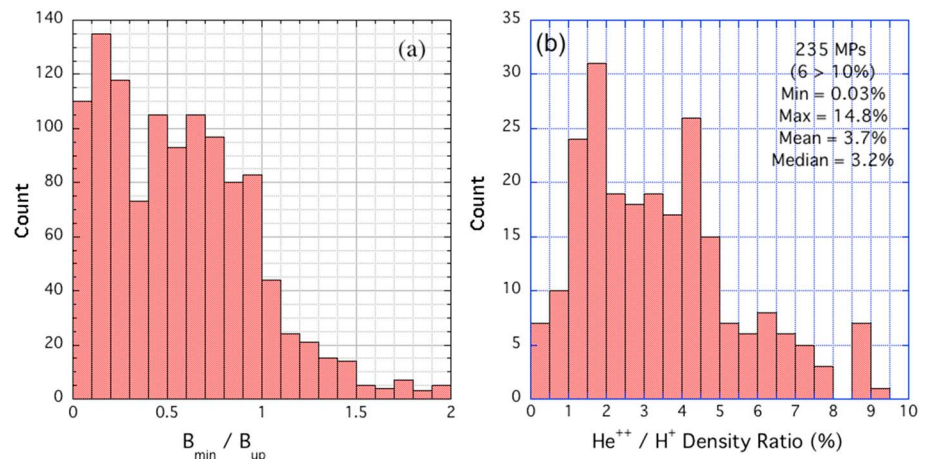 (a)
140
120
100
80
60
40
20
0
Count
0 0.5 1 1.5 2
B_min / B_up
(b)
235 MPs
(6 > 10%)
Min = 0.03%
Max = 14.8%
Mean = 3.7%
Median = 3.2%
35
30
25
20
15
10
5
0
Count
0 1 2 3 4 5 6 7 8 9 10
He⁺⁺ / H⁺ Density Ratio (%)